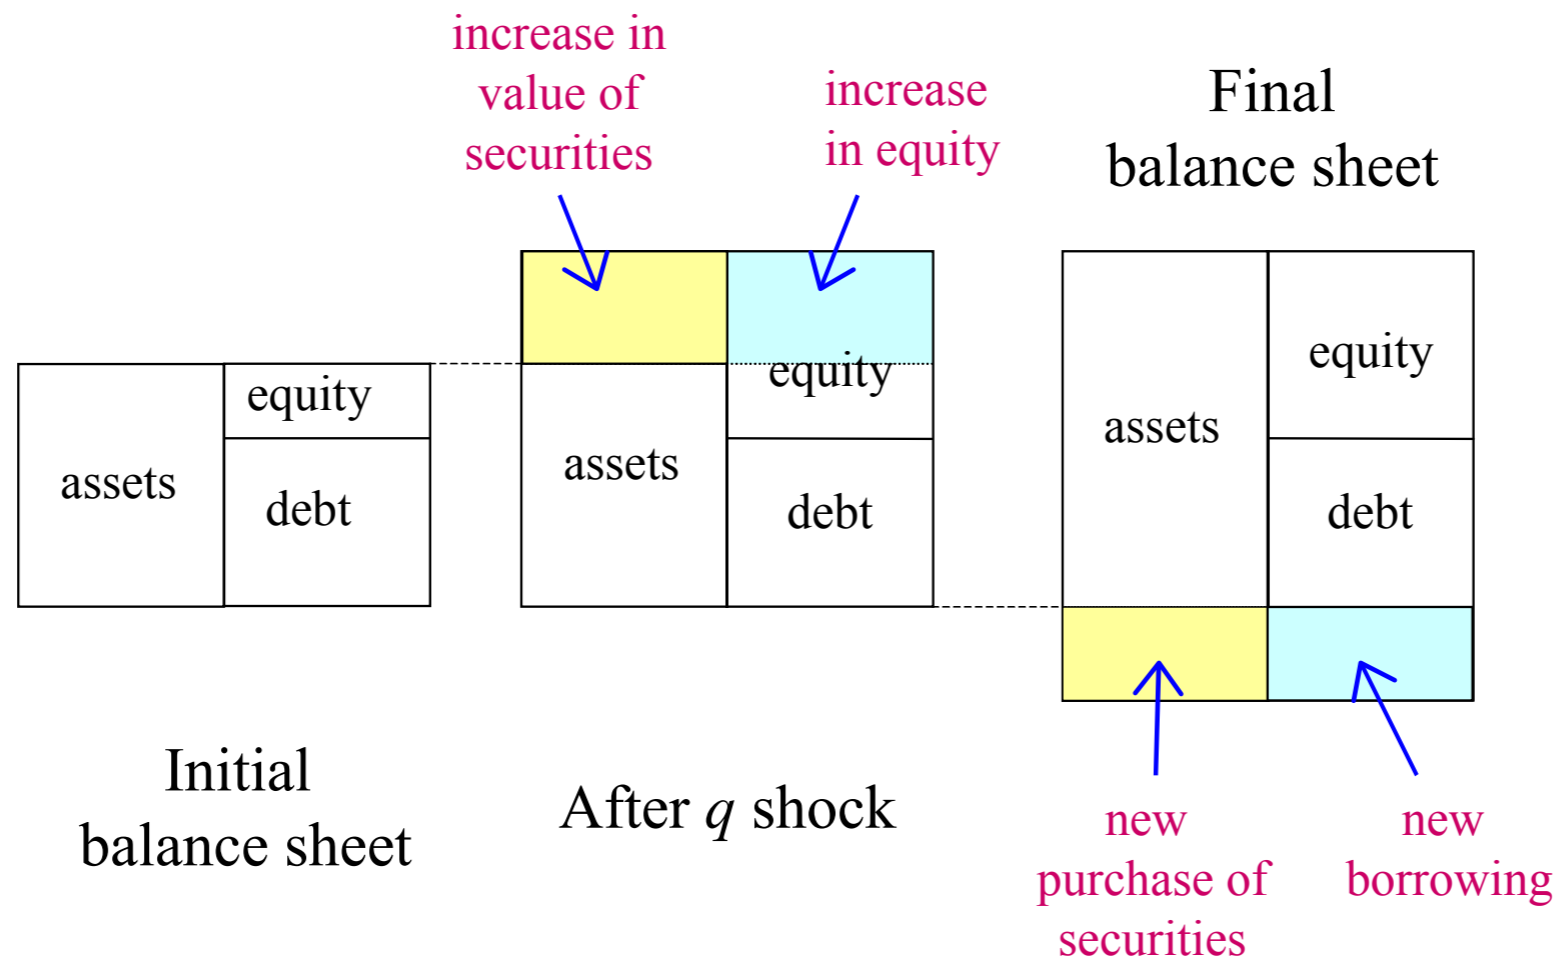 increase in
value of
securities
increase
in equity
Final
balance sheet
assets
equity
debt
assets
equity
debt
assets
equity
debt
Initial
balance sheet
After q shock
new
purchase of
securities
new
borrowing